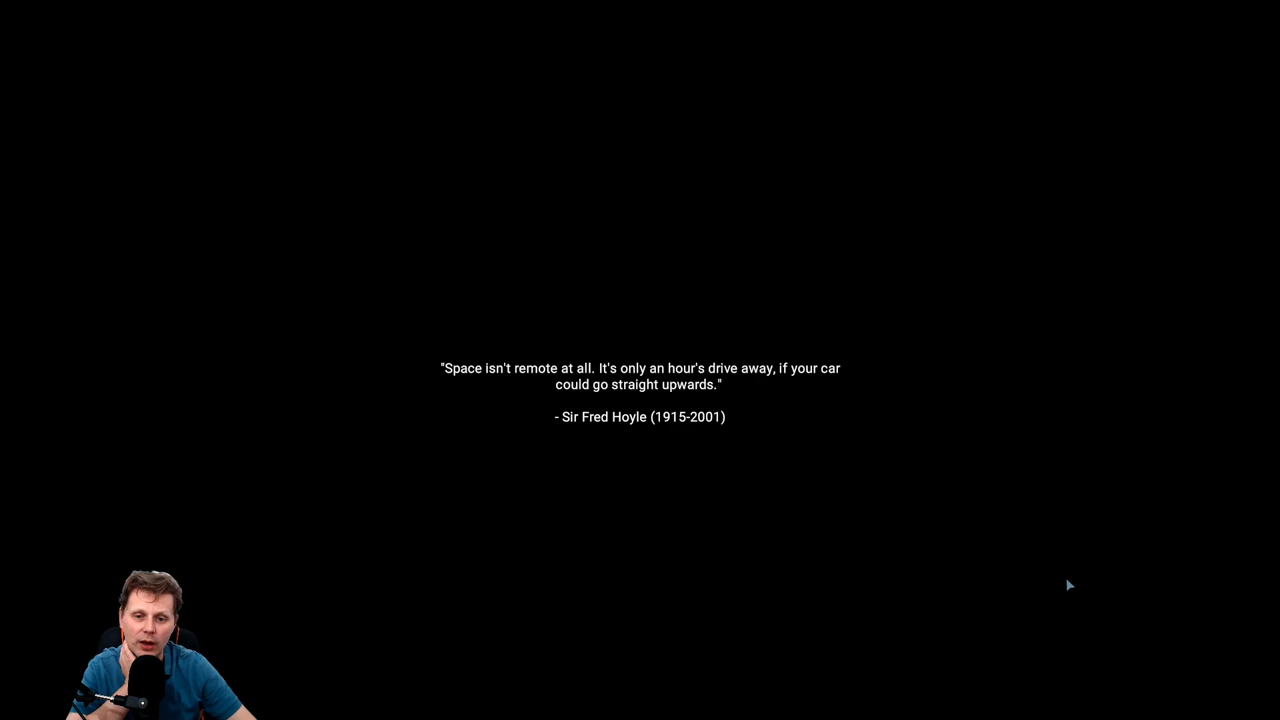 "Space isn't remote at all. It's only an hour's drive away, if your car
could go straight upwards."
- Sir Fred Hoyle (1915-2001)